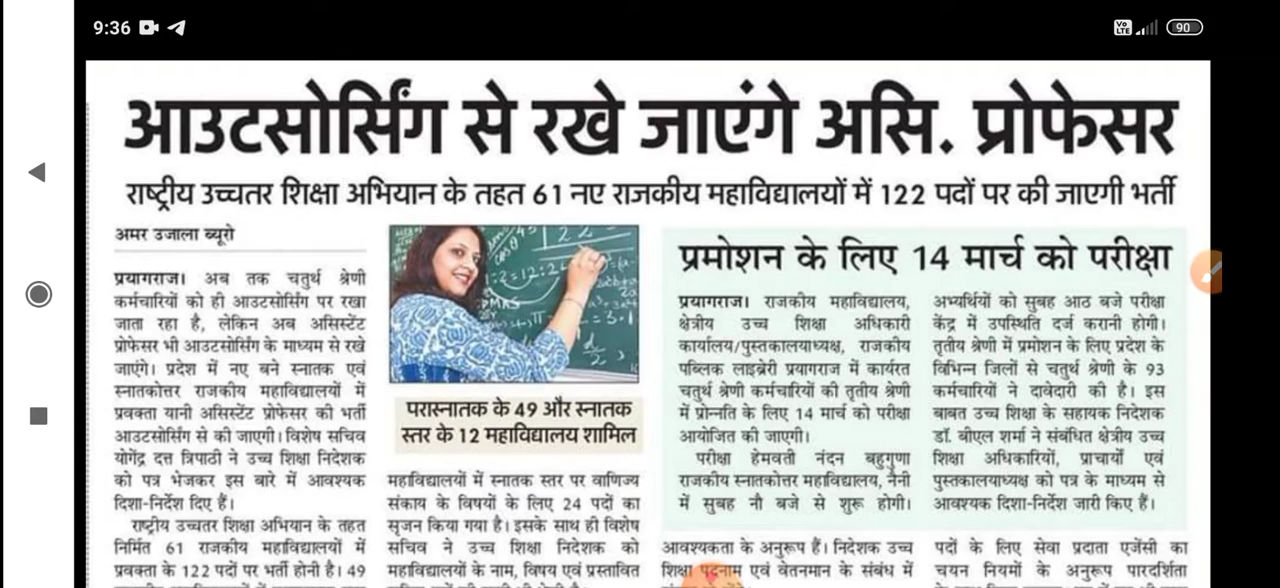 9:36
Vo LTE
90
आउटसोर्सिंग से रखे जाएंगे असि. प्रोफेसर
राष्ट्रीय उच्चतर शिक्षा अभियान के तहत 61 नए राजकीय महाविद्यालयों में 122 पदों पर की जाएगी भर्ती
अमर उजाला ब्यूरो
प्रयागराज। अब तक चतुर्थ श्रेणी
कर्मचारियों को ही आउटसोर्सिंग पर रखा
जाता रहा है, लेकिन अब असिस्टेंट
प्रोफेसर भी आउटसोर्सिंग के माध्यम से रखे
जाएंगे। प्रदेश में नए बने स्नातक एवं
स्नातकोत्तर राजकीय महाविद्यालयों में
प्रवक्ता यानी असिस्टेंट प्रोफेसर की भर्ती
आउटसोर्सिंग से की जाएगी। विशेष सचिव
योगेंद्र दत्त त्रिपाठी ने उच्च शिक्षा निदेशक
को पत्र भेजकर इस बारे में आवश्यक
दिशा-निर्देश दिए हैं।
राष्ट्रीय उच्चतर शिक्षा अभियान के तहत
निर्मित 61 राजकीय महाविद्यालयों में
प्रवक्ता के 122 पदों पर भर्ती होनी है। 49
परास्नातक के 49 और स्नातक
स्तर के 12 महाविद्यालय शामिल
महाविद्यालयों में स्नातक स्तर पर वाणिज्य
संकाय के विषयों के लिए 24 पदों का
सृजन किया गया है। इसके साथ ही विशेष
सचिव ने उच्च शिक्षा निदेशक को
महाविद्यालयों के नाम, विषय एवं प्रस्तावित
प्रमोशन के लिए 14 मार्च को परीक्षा
प्रयागराज। राजकीय महाविद्यालय,
क्षेत्रीय उच्च शिक्षा अधिकारी
कार्यालय/पुस्तकालयाध्यक्ष, राजकीय
पब्लिक लाइब्रेरी प्रयागराज में कार्यरत
चतुर्थ श्रेणी कर्मचारियों की तृतीय श्रेणी
में प्रोन्नति के लिए 14 मार्च को परीक्षा
आयोजित की जाएगी।
परीक्षा हेमवती नंदन बहुगुणा
राजकीय स्नातकोत्तर महाविद्यालय, नैनी
में सुबह नौ बजे से शुरू होगी।
अभ्यर्थियों को सुबह आठ बजे परीक्षा
केंद्र में उपस्थिति दर्ज करानी होगी।
तृतीय श्रेणी में प्रमोशन के लिए प्रदेश के
विभिन्न जिलों से चतुर्थ श्रेणी के 93
कर्मचारियों ने दावेदारी की है। इस
बाबत उच्च शिक्षा के सहायक निदेशक
डॉ. बीएल शर्मा ने संबंधित क्षेत्रीय उच्च
शिक्षा अधिकारियों, प्राचार्यों एवं
पुस्तकालयाध्यक्ष को पत्र के माध्यम से
आवश्यक दिशा-निर्देश जारी किए हैं।
आवश्यकता के अनुरूप हैं। निदेशक उच्च
शिक्षा पदनाम एवं वेतनमान के संबंध में
पदों के लिए सेवा प्रदाता एजेंसी का
चयन नियमों के अनुरूप पारदर्शिता